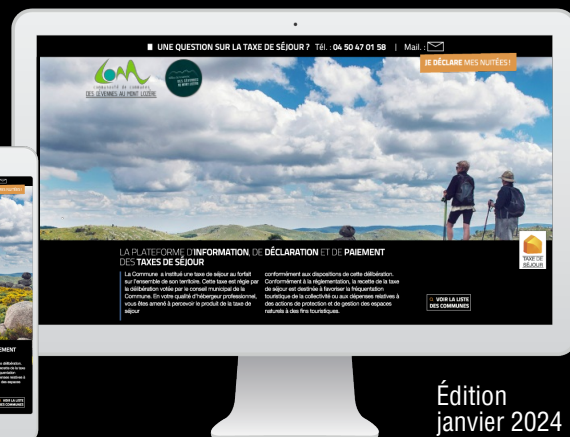 UNE QUESTION SUR LA TAXE DE SÉJOUR ? Tél. : 04 50 47 01 58 | Mail. :
JE DÉCLARE MES NUITÉES !
communauté de communes
DES CÉVENNES AU MONT LOZÈRE
LA PLATEFORME D'INFORMATION, DE DÉCLARATION ET DE PAIEMENT
DES TAXES DE SÉJOUR
La Commune a institué une taxe de séjour au forfait
sur l'ensemble de son territoire. Cette taxe est régie par
la délibération votée par le conseil municipal de la
Commune. En votre qualité d'hébergeur professionnel,
vous êtes amené à percevoir le produit de la taxe de
séjour
conformément aux dispositions de cette délibération.
Conformément à la réglementation, la recette de la taxe
de séjour est destinée à favoriser la fréquentation
touristique de la collectivité ou aux dépenses relatives à
des actions de protection et de gestion des espaces
naturels à des fins touristiques.
TAXE DE
SÉJOUR
VOIR LA LISTE
DES COMMUNES
VOIR LA LISTE
DES COMMUNES
Édition
janvier 2024